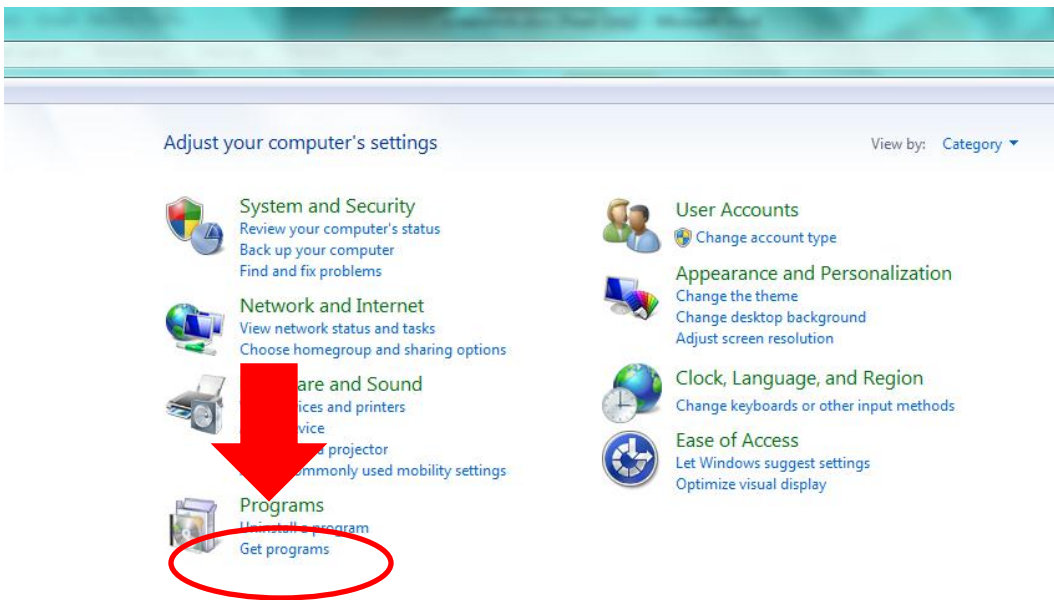 Adjust your computer's settings
View by: Category
System and Security
Review your computer's status
Back up your computer
Find and fix problems
Network and Internet
View network status and tasks
Choose homegroup and sharing options
are and Sound
ices and printers
vice
projector
ommonly used mobility settings
Programs
Uninstall a program
Get programs
User Accounts
Change account type
Appearance and Personalization
Change the theme
Change desktop background
Adjust screen resolution
Clock, Language, and Region
Change keyboards or other input methods
Ease of Access
Let Windows suggest settings
Optimize visual display